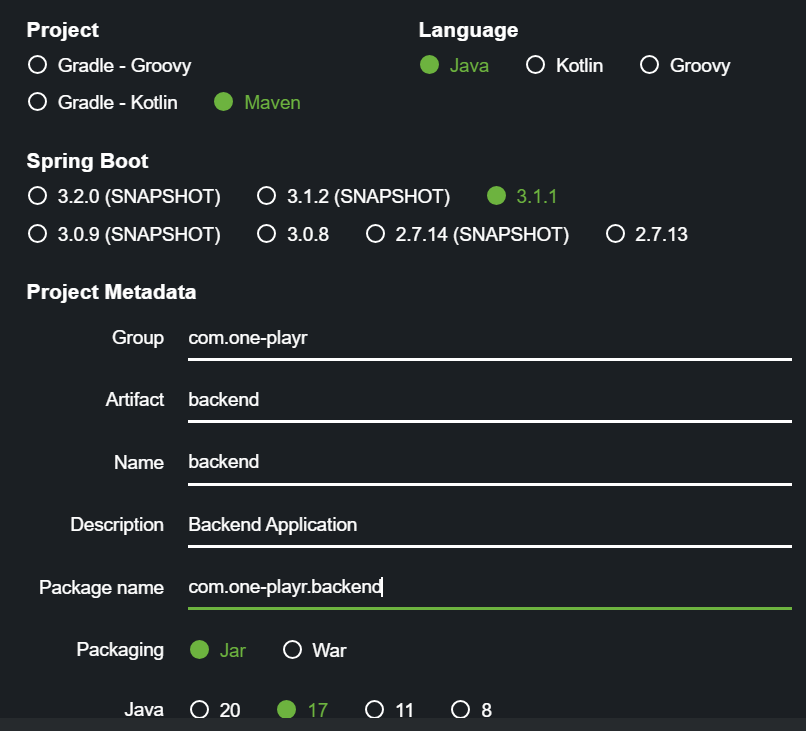 Project
Language
Gradle - Groovy
Java
Kotlin
Groovy
Gradle - Kotlin
Maven
Spring Boot
3.2.0 (SNAPSHOT)
3.1.2 (SNAPSHOT)
3.1.1
3.0.9 (SNAPSHOT)
3.0.8
2.7.14 (SNAPSHOT)
2.7.13
Project Metadata
Group
com.one-playr
Artifact
backend
Name
backend
Description
Backend Application
Package name
com.one-playr.backend
Packaging
Jar
War
Java
20
17
11
8